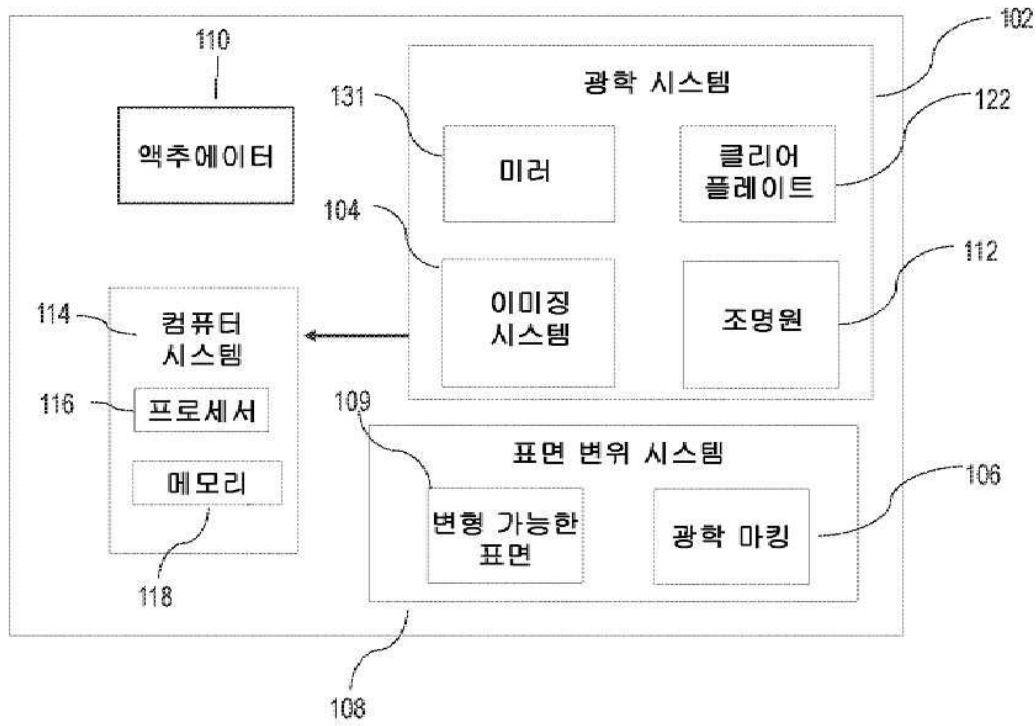 110
102
광학 시스템
131
122
액추에이터
미러
클리어
플레이트
104
112
이미징
시스템
조명원
114
컴퓨터
시스템
116
프로세서
109
표면 변위 시스템
106
메모리
변형 가능한
표면
광학 마킹
118
108